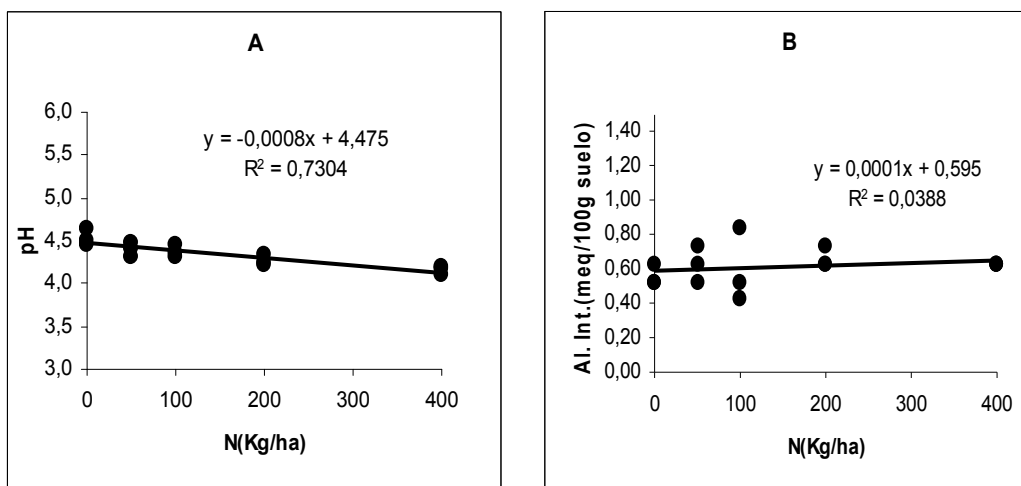 A
y = -0,0008x + 4,475
R² = 0,7304
pH
6,0
5,5
5,0
4,5
4,0
3,5
3,0
0 100 200 300 400
N(Kg/ha)
B
y = 0,0001x + 0,595
R² = 0,0388
Al. Int.(meq/100g suelo)
1,40
1,20
1,00
0,80
0,60
0,40
0,20
0,00
0 100 200 300 400
N(Kg/ha)